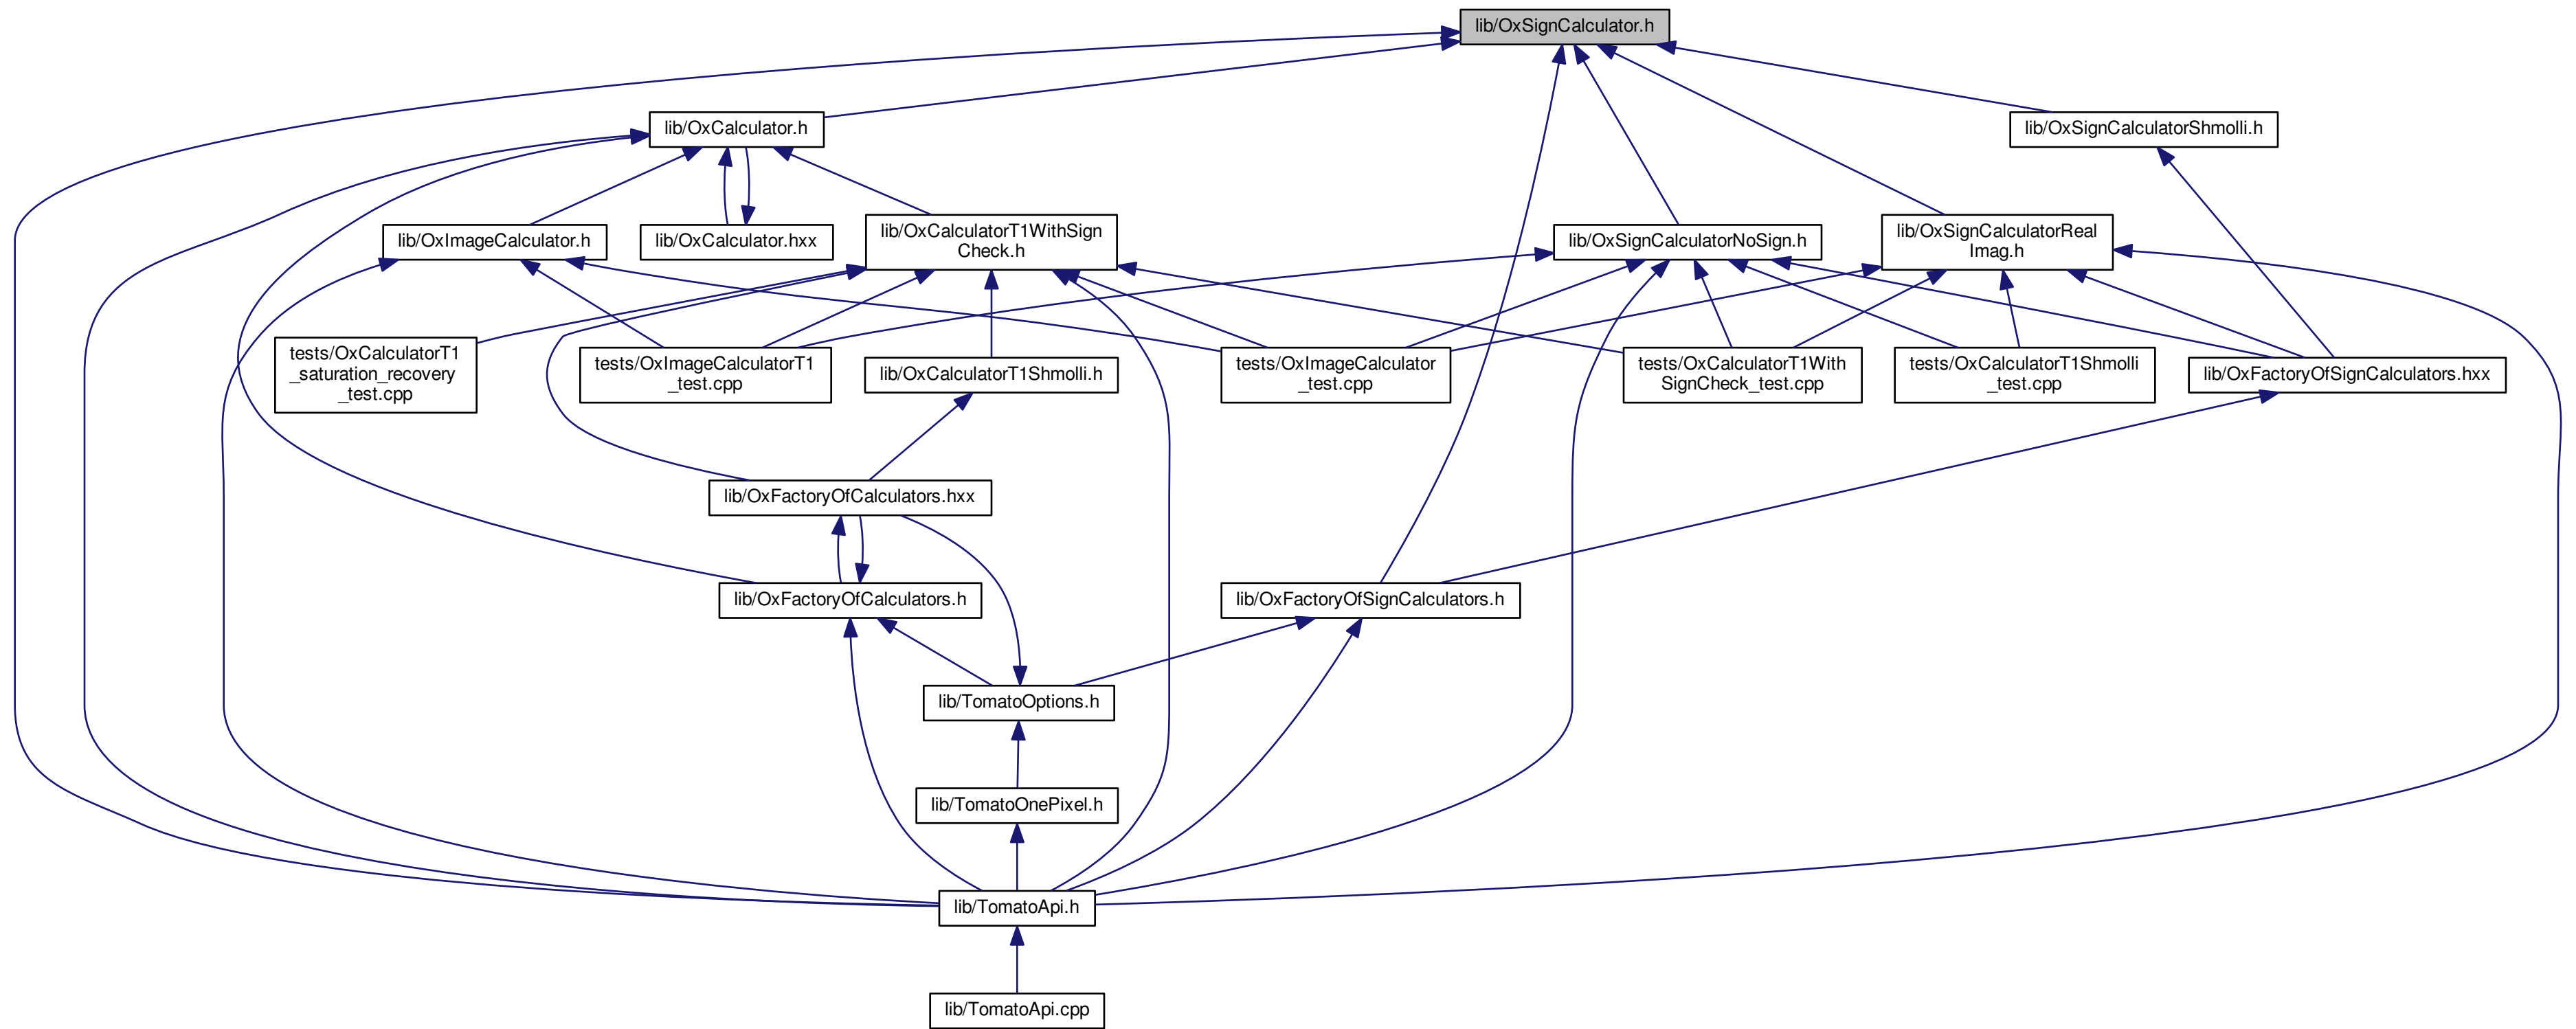 lib/OxSignCalculator.h
lib/OxCalculator.h
lib/OxSignCalculatorShmolli.h
lib/OxImageCalculator.h
lib/OxCalculator.hxx
lib/OxCalculatorT1WithSign
Check.h
lib/OxSignCalculatorNoSign.h
lib/OxSignCalculatorReal
Imag.h
tests/OxCalculatorT1
_saturation_recovery
_test.cpp
tests/OxImageCalculatorT1
_test.cpp
lib/OxCalculatorT1Shmolli.h
tests/OxImageCalculator
_test.cpp
tests/OxCalculatorT1With
SignCheck_test.cpp
tests/OxCalculatorT1Shmolli
_test.cpp
lib/OxFactoryOfSignCalculators.hxx
lib/OxFactoryOfCalculators.hxx
lib/OxFactoryOfCalculators.h
lib/OxFactoryOfSignCalculators.h
lib/TomatoOptions.h
lib/TomatoOnePixel.h
lib/TomatoApi.h
lib/TomatoApi.cpp